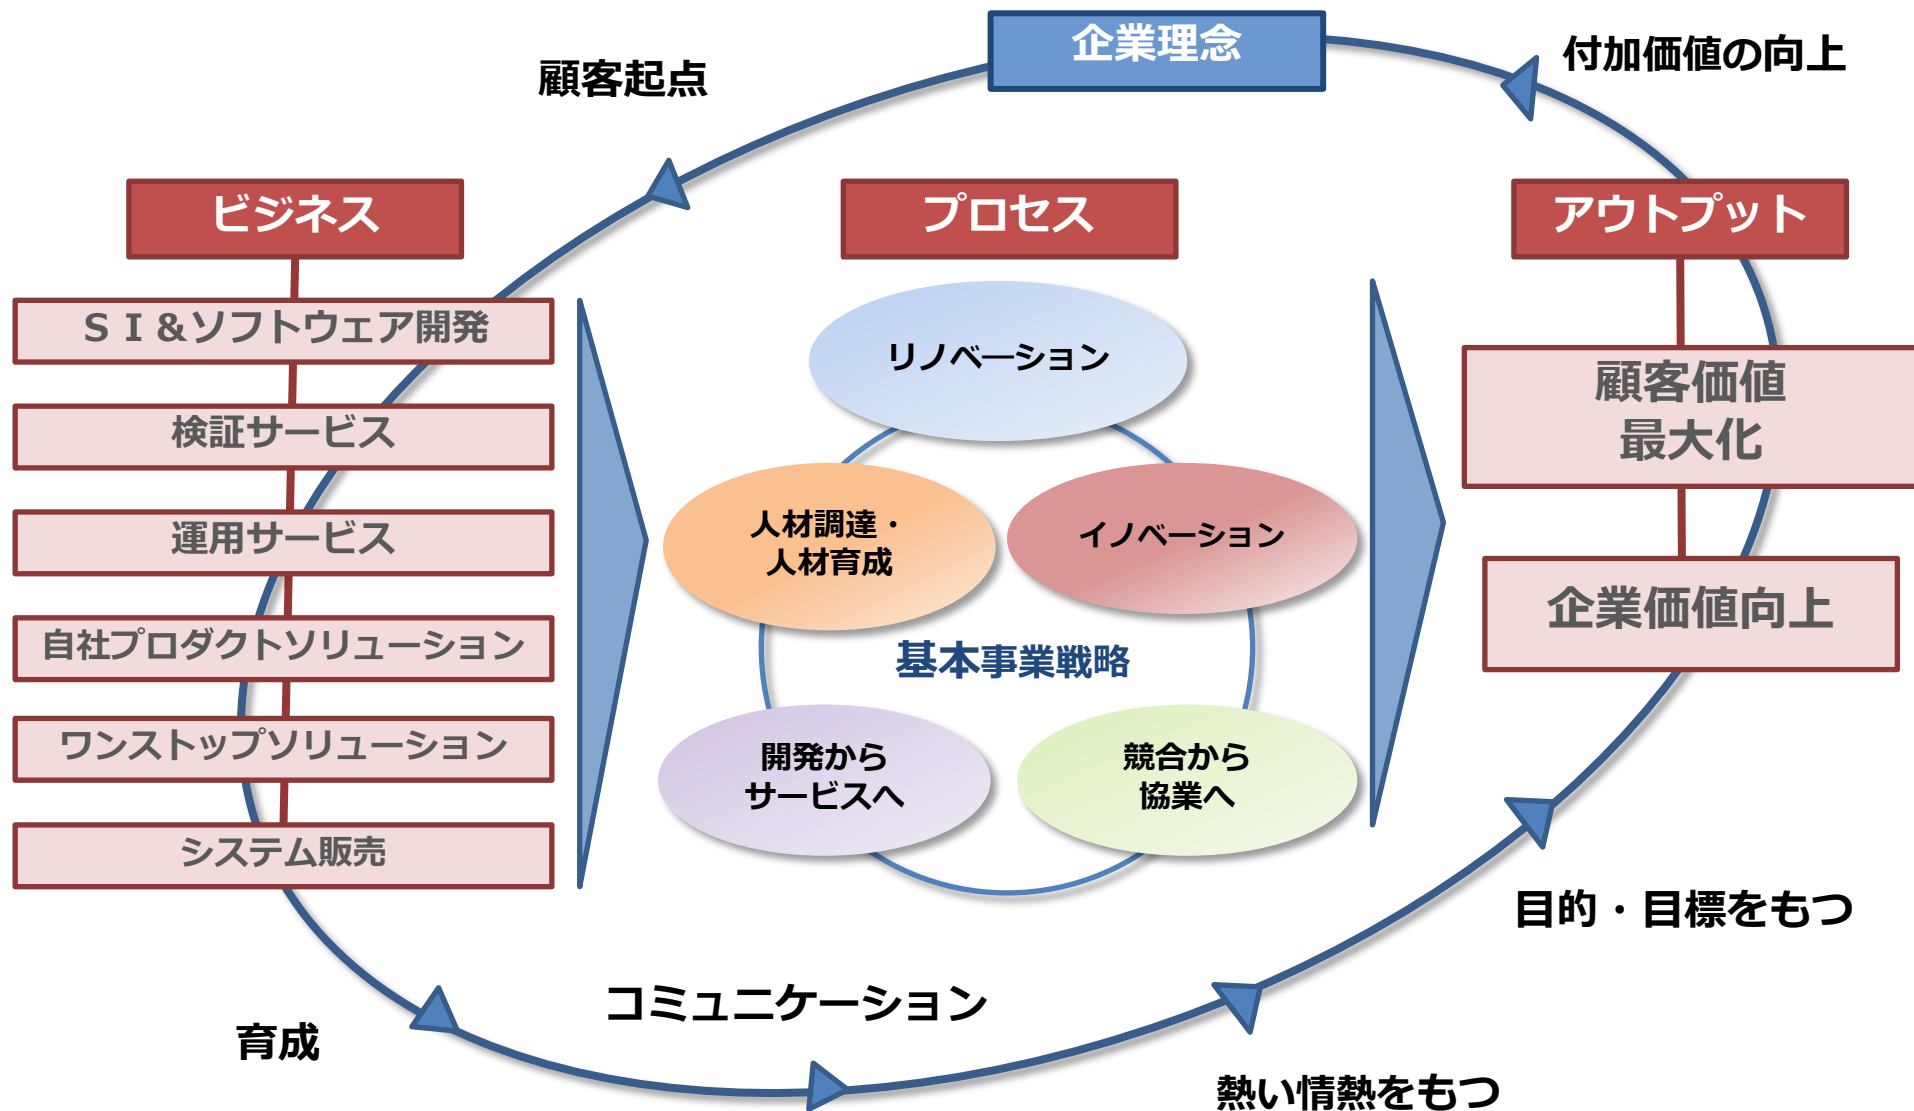 企業理念
顧客起点
付加価値の向上
ビジネス
ＳＩ＆ソフトウェア開発
検証サービス
運用サービス
自社プロダクトソリューション
ワンストップソリューション
システム販売
プロセス
リノベーション
人材調達・
人材育成
イノベーション
基本事業戦略
開発から
サービスへ
競合から
協業へ
アウトプット
顧客価値
最大化
企業価値向上
目的・目標をもつ
コミュニケーション
育成
熱い情熱をもつ